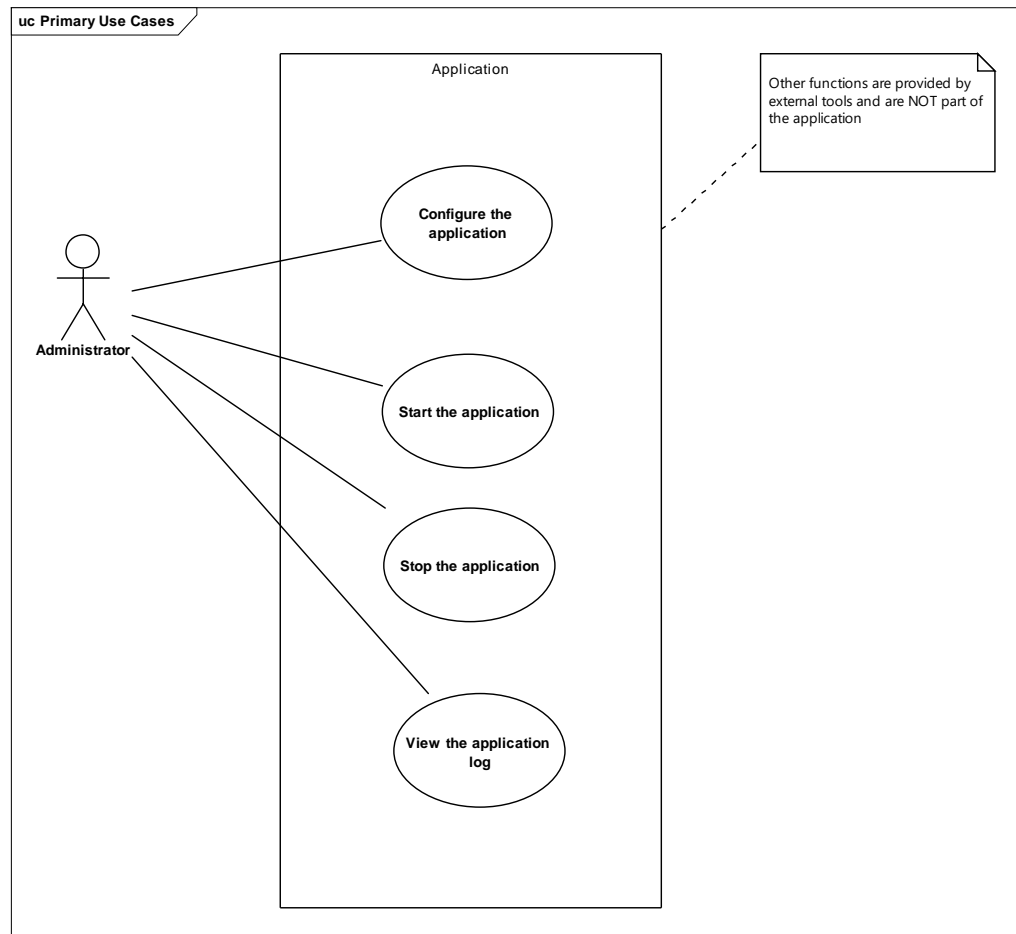 uc Primary Use Cases
Application
Other functions are provided by
external tools and are NOT part of
the application
Configure the
application
Administrator
Start the application
Stop the application
View the application
log